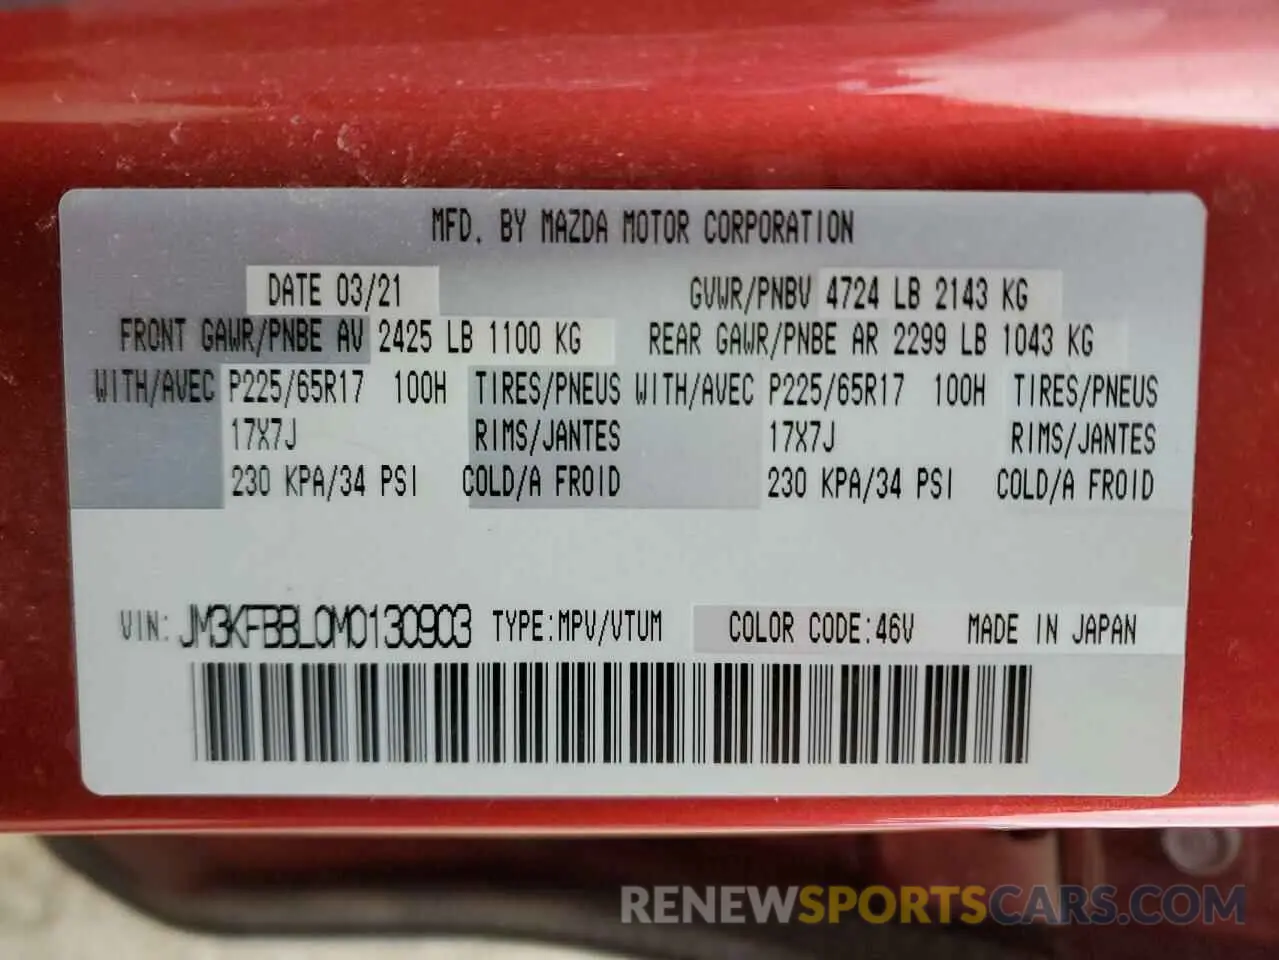 MFD. BY MAZDA MOTOR CORPORATION
DATE 03/21 GVWR/PNBV 4724 LB 2143 KG
FRONT GAWR/PNBE AV 2425 LB 1100 KG REAR GAWR/PNBE AR 2299 LB 1043 KG
WITH/AVEC P225/65R17 100H TIRES/PNEUS WITH/AVEC P225/65R17 100H TIRES/PNEUS
17X7J RIMS/JANTES 17X7J RIMS/JANTES
230 KPA/34 PSI COLD/A FROID 230 KPA/34 PSI COLD/A FROID
VIN: JM3KFBBL0M0130903 TYPE:MPV/VTUM COLOR CODE:46V MADE IN JAPAN
RENEWSPORTSCARS.COM